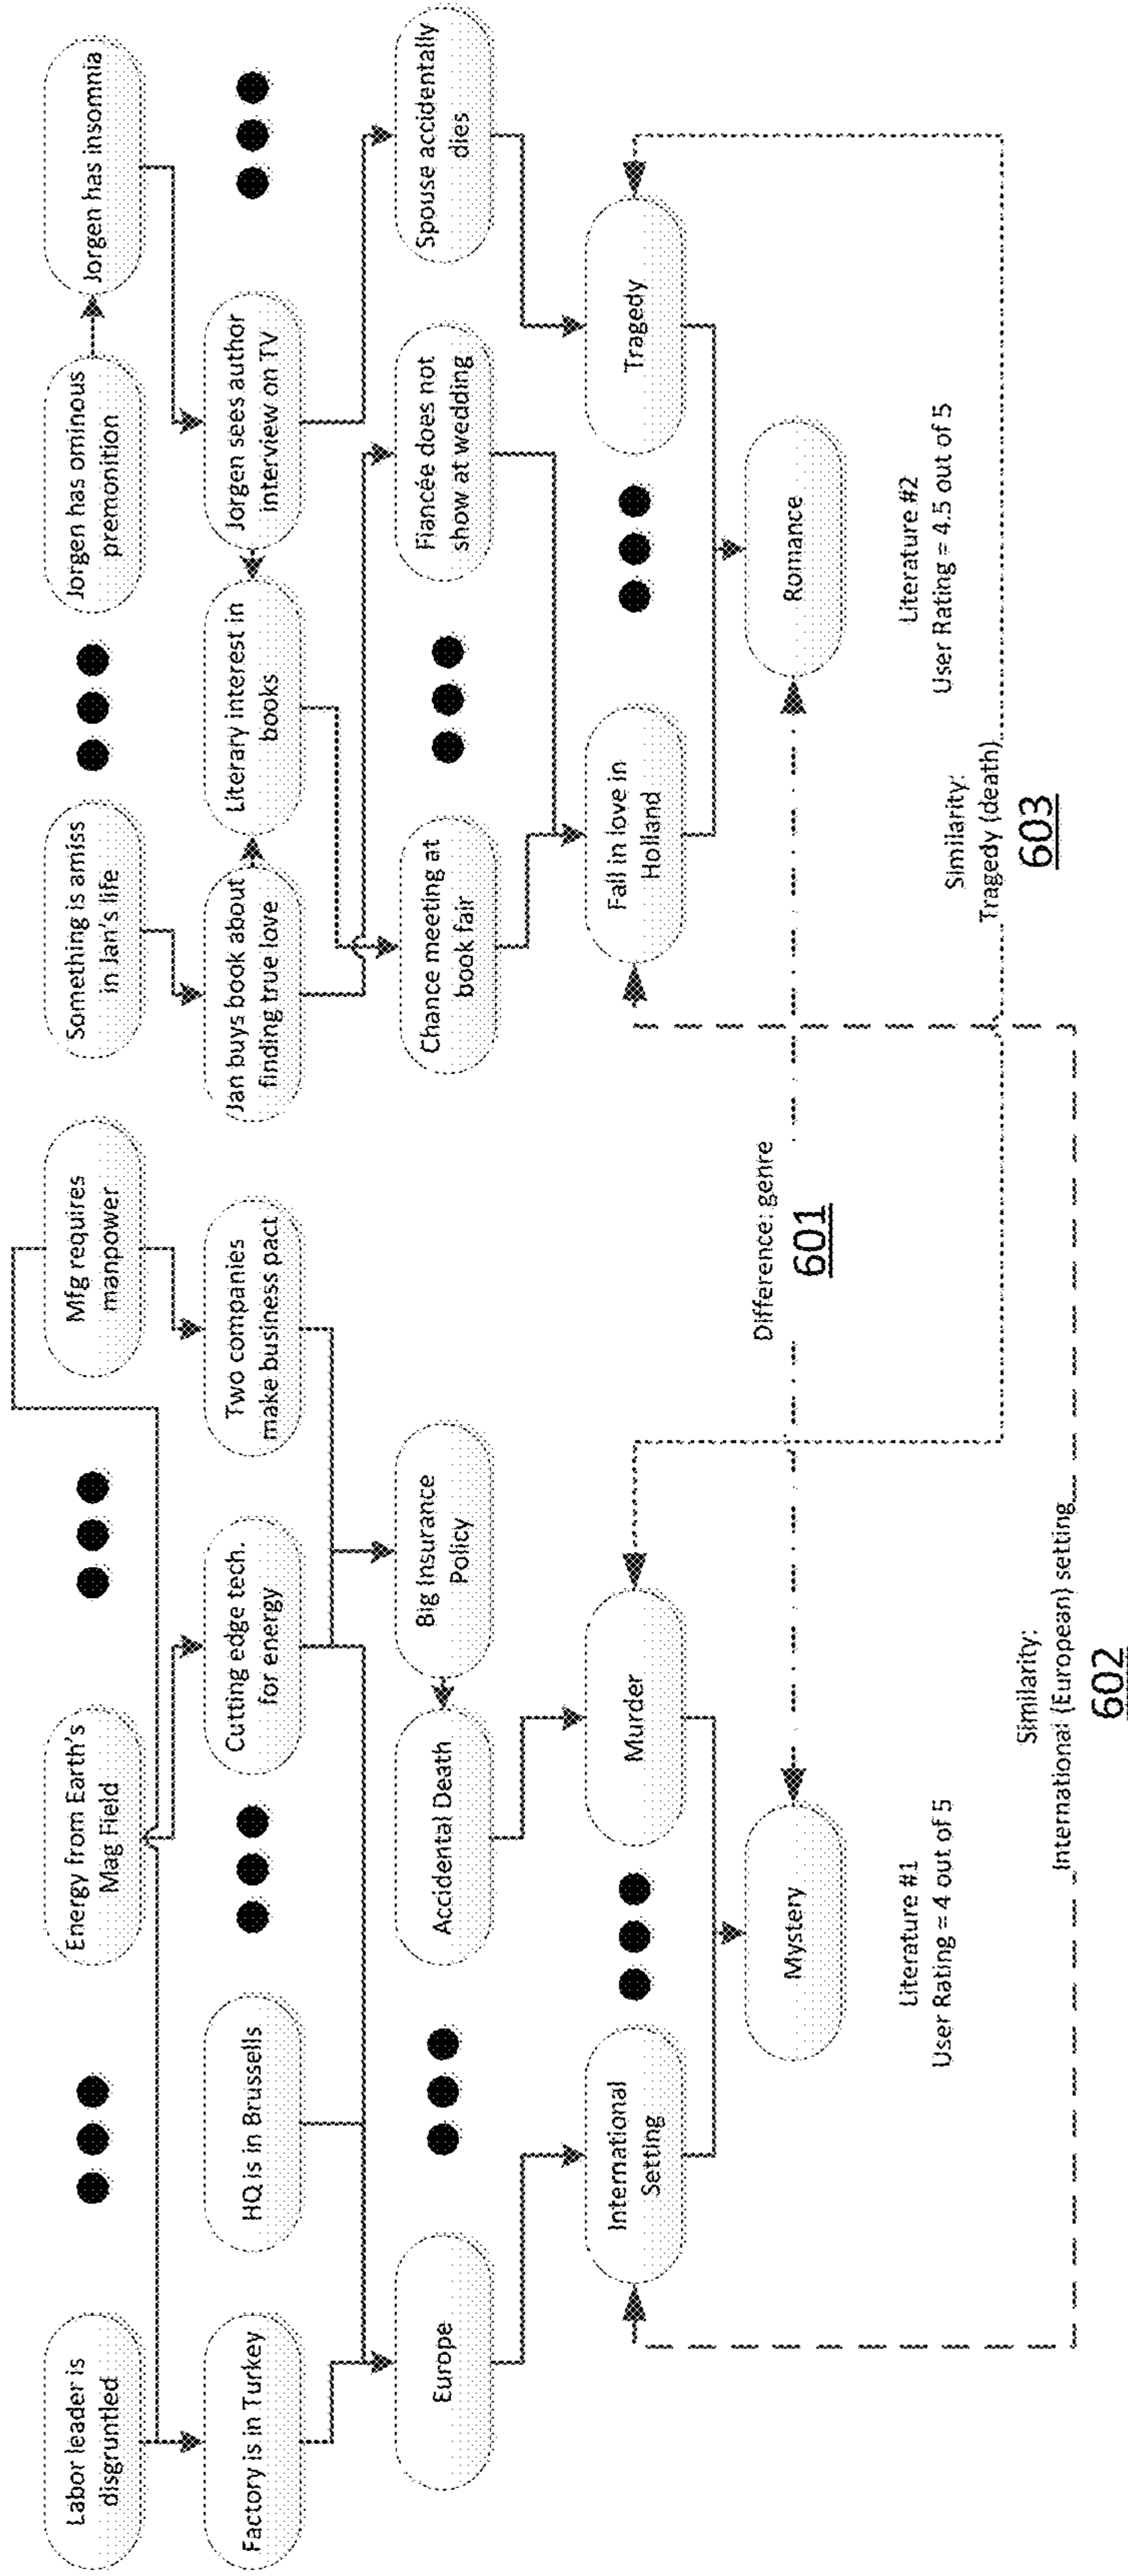 Labor leader is
disgruntled
Energy from Earth's
Mag Field
Mfg requires
manpower
Something is amiss
in Jan's life
Jorgen has ominous
premonition
Jorgen has insomnia
Factory is in Turkey
HQ is in Brussells
Cutting edge tech.
for energy
Two companies
make business pact
Jan buys book about
finding true love
Literary interest in
books
Jorgen sees author
interview on TV
Europe
Accidental Death
Big Insurance
Policy
Chance meeting at
book fair
Fiancée does not
show at wedding
Spouse accidentally
dies
International
Setting
Murder
Fall in love in
Holland
Tragedy
Mystery
Difference: genre
601
Romance
Literature #1
User Rating = 4 out of 5
Literature #2
User Rating = 4.5 out of 5
Similarity:
Tragedy (death)
603
Similarity:
International (European) setting
602